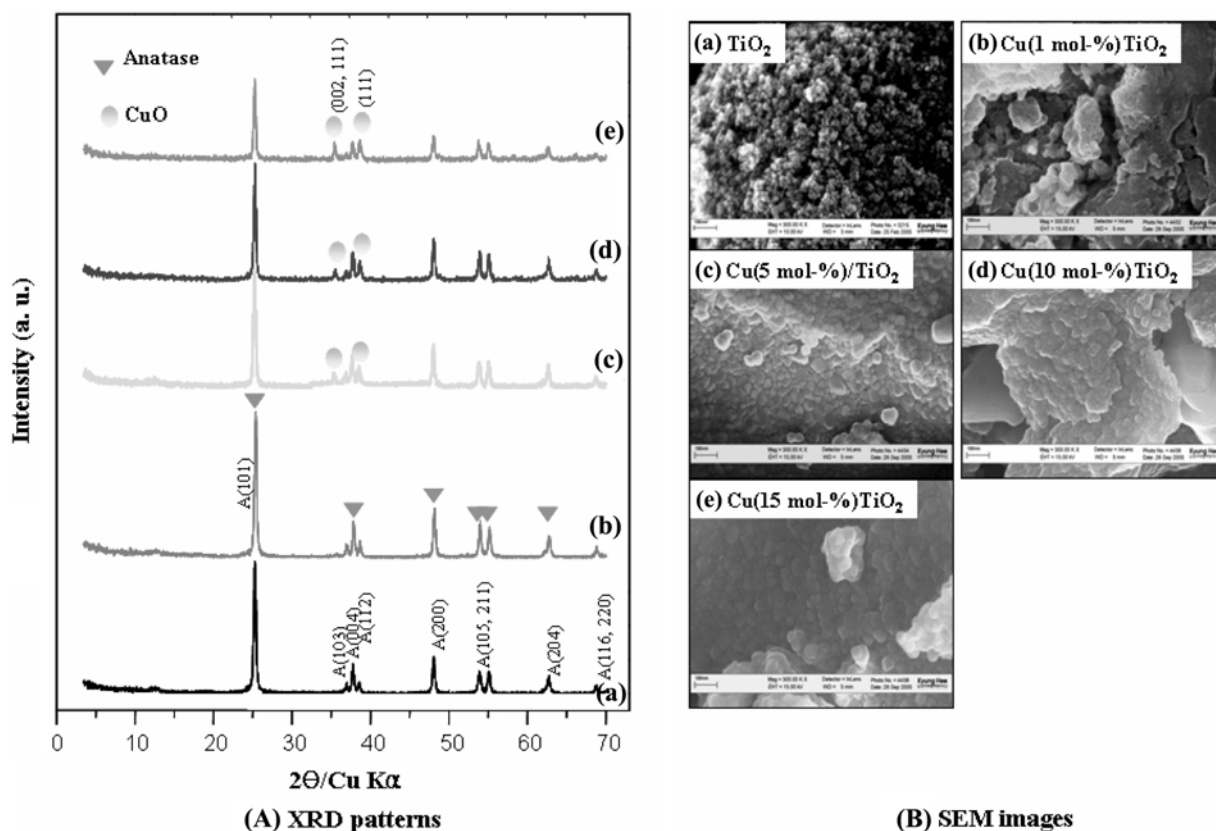 Anatase
CuO
(002, 111)
(111)
(e)
(d)
(c)
(b)
(a)
A(101)
A(103)
A(004)
A(112)
A(200)
A(105, 211)
A(204)
A(116, 220)
Intensity (a. u.)
0 10 20 30 40 50 60 70
2Θ/Cu Kα
(A) XRD patterns
(a) TiO₂
(b) Cu(1 mol-%)TiO₂
(c) Cu(5 mol-%)/TiO₂
(d) Cu(10 mol-%)TiO₂
(e) Cu(15 mol-%)TiO₂
(B) SEM images